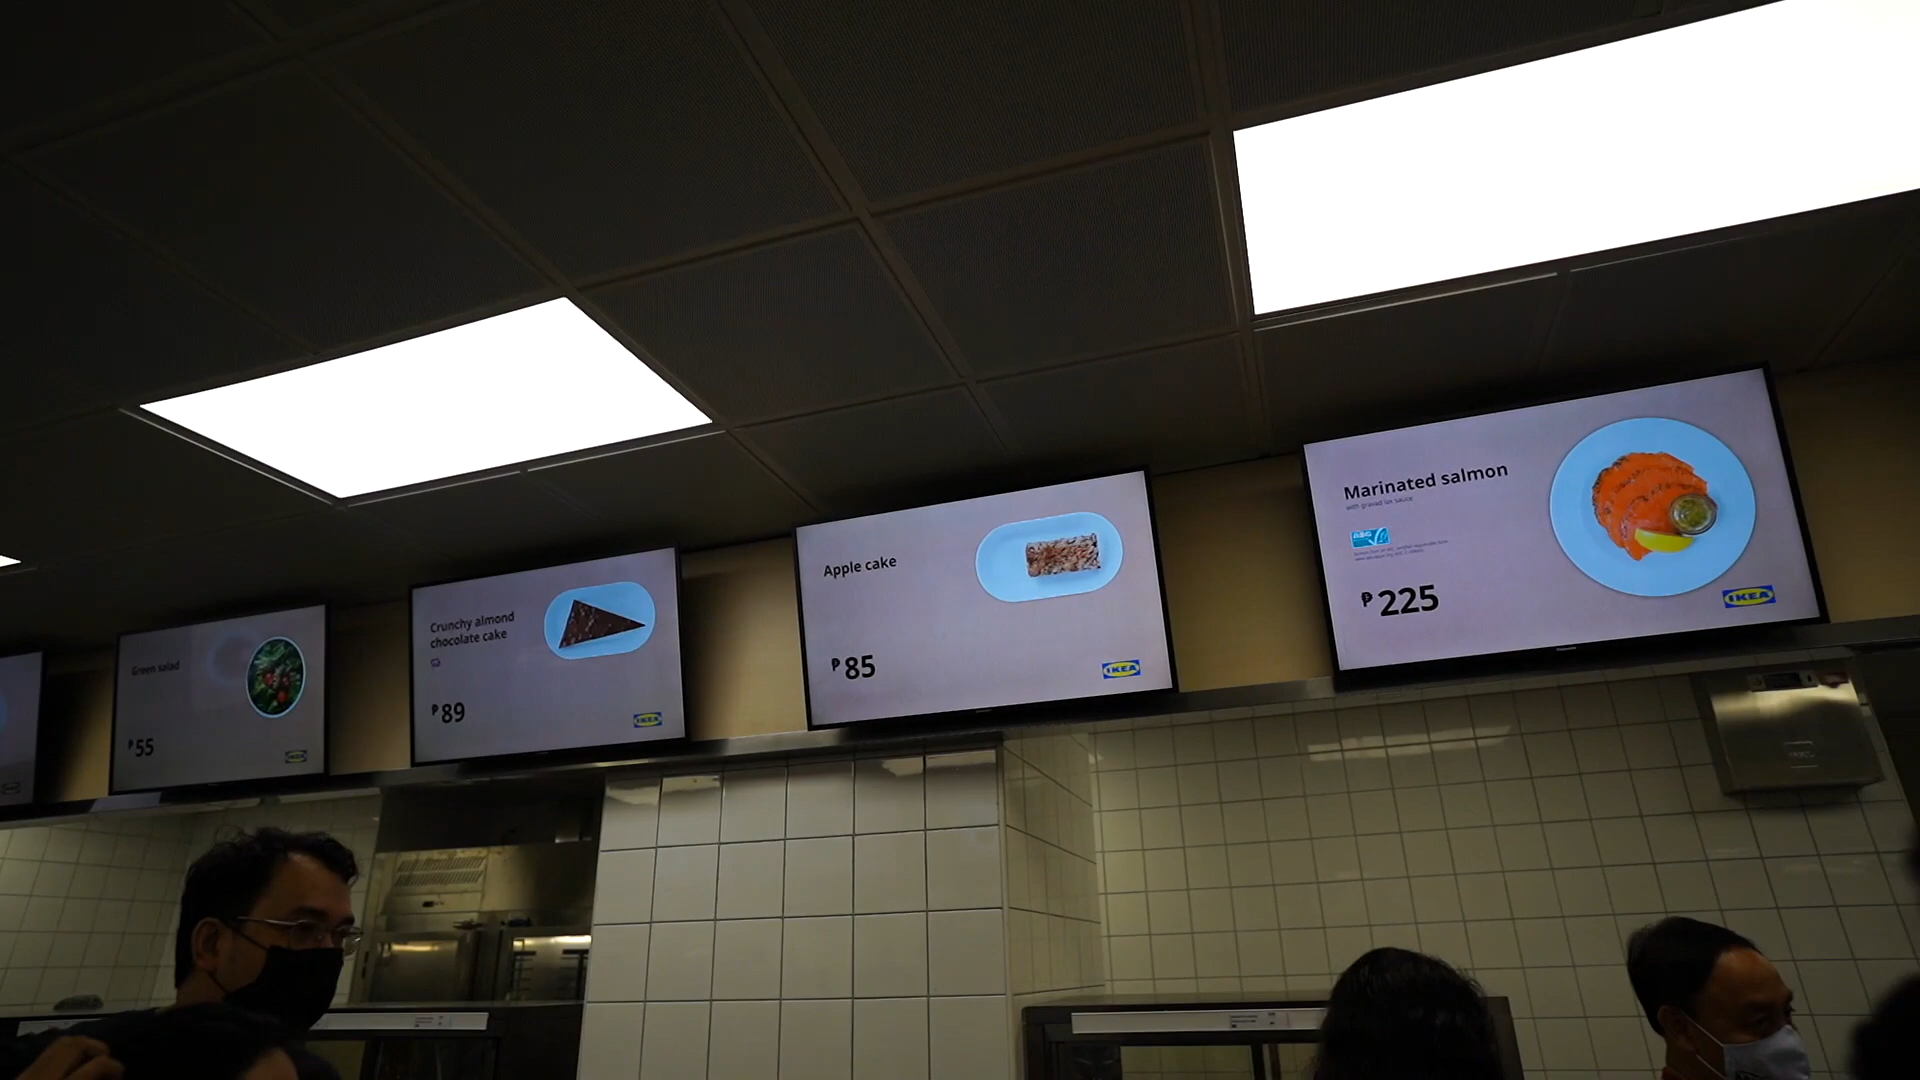 Green salad
₱55
IKEA
Crunchy almond
chocolate cake
₱89
IKEA
Apple cake
₱85
IKEA
Marinated salmon
with gravad lax sauce
asc
₱225
IKEA